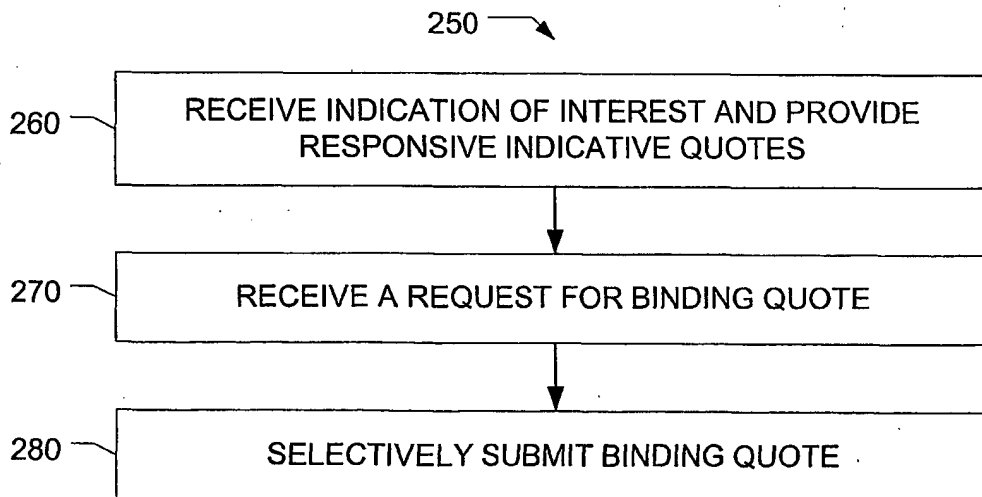 250
260
RECEIVE INDICATION OF INTEREST AND PROVIDE
RESPONSIVE INDICATIVE QUOTES
270
RECEIVE A REQUEST FOR BINDING QUOTE
280
SELECTIVELY SUBMIT BINDING QUOTE